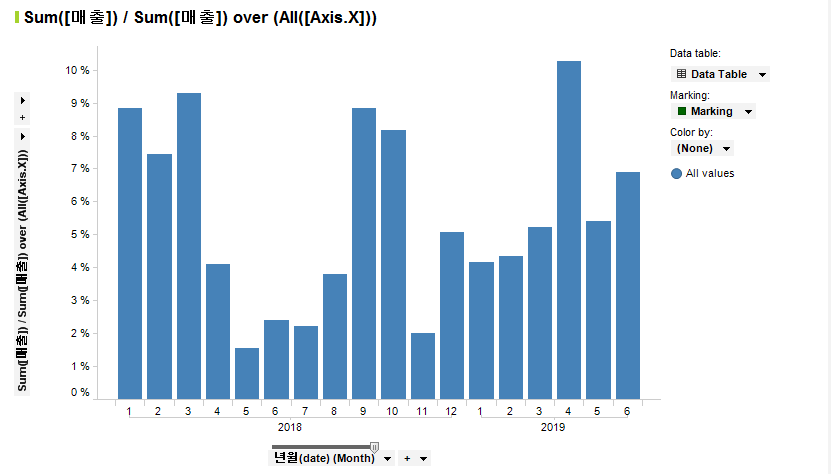 Sum([매출]) / Sum([매출]) over (All([Axis.X]))
Data table:
Data Table
Marking:
Marking
Color by:
(None)
All values
+
Sum([매출]) / Sum([매출]) over (All([Axis.X]))
10 %
9 %
8 %
7 %
6 %
5 %
4 %
3 %
2 %
1 %
0 %
1 2 3 4 5 6 7 8 9 10 11 12 1 2 3 4 5 6
2018 2019
년월(date) (Month) +